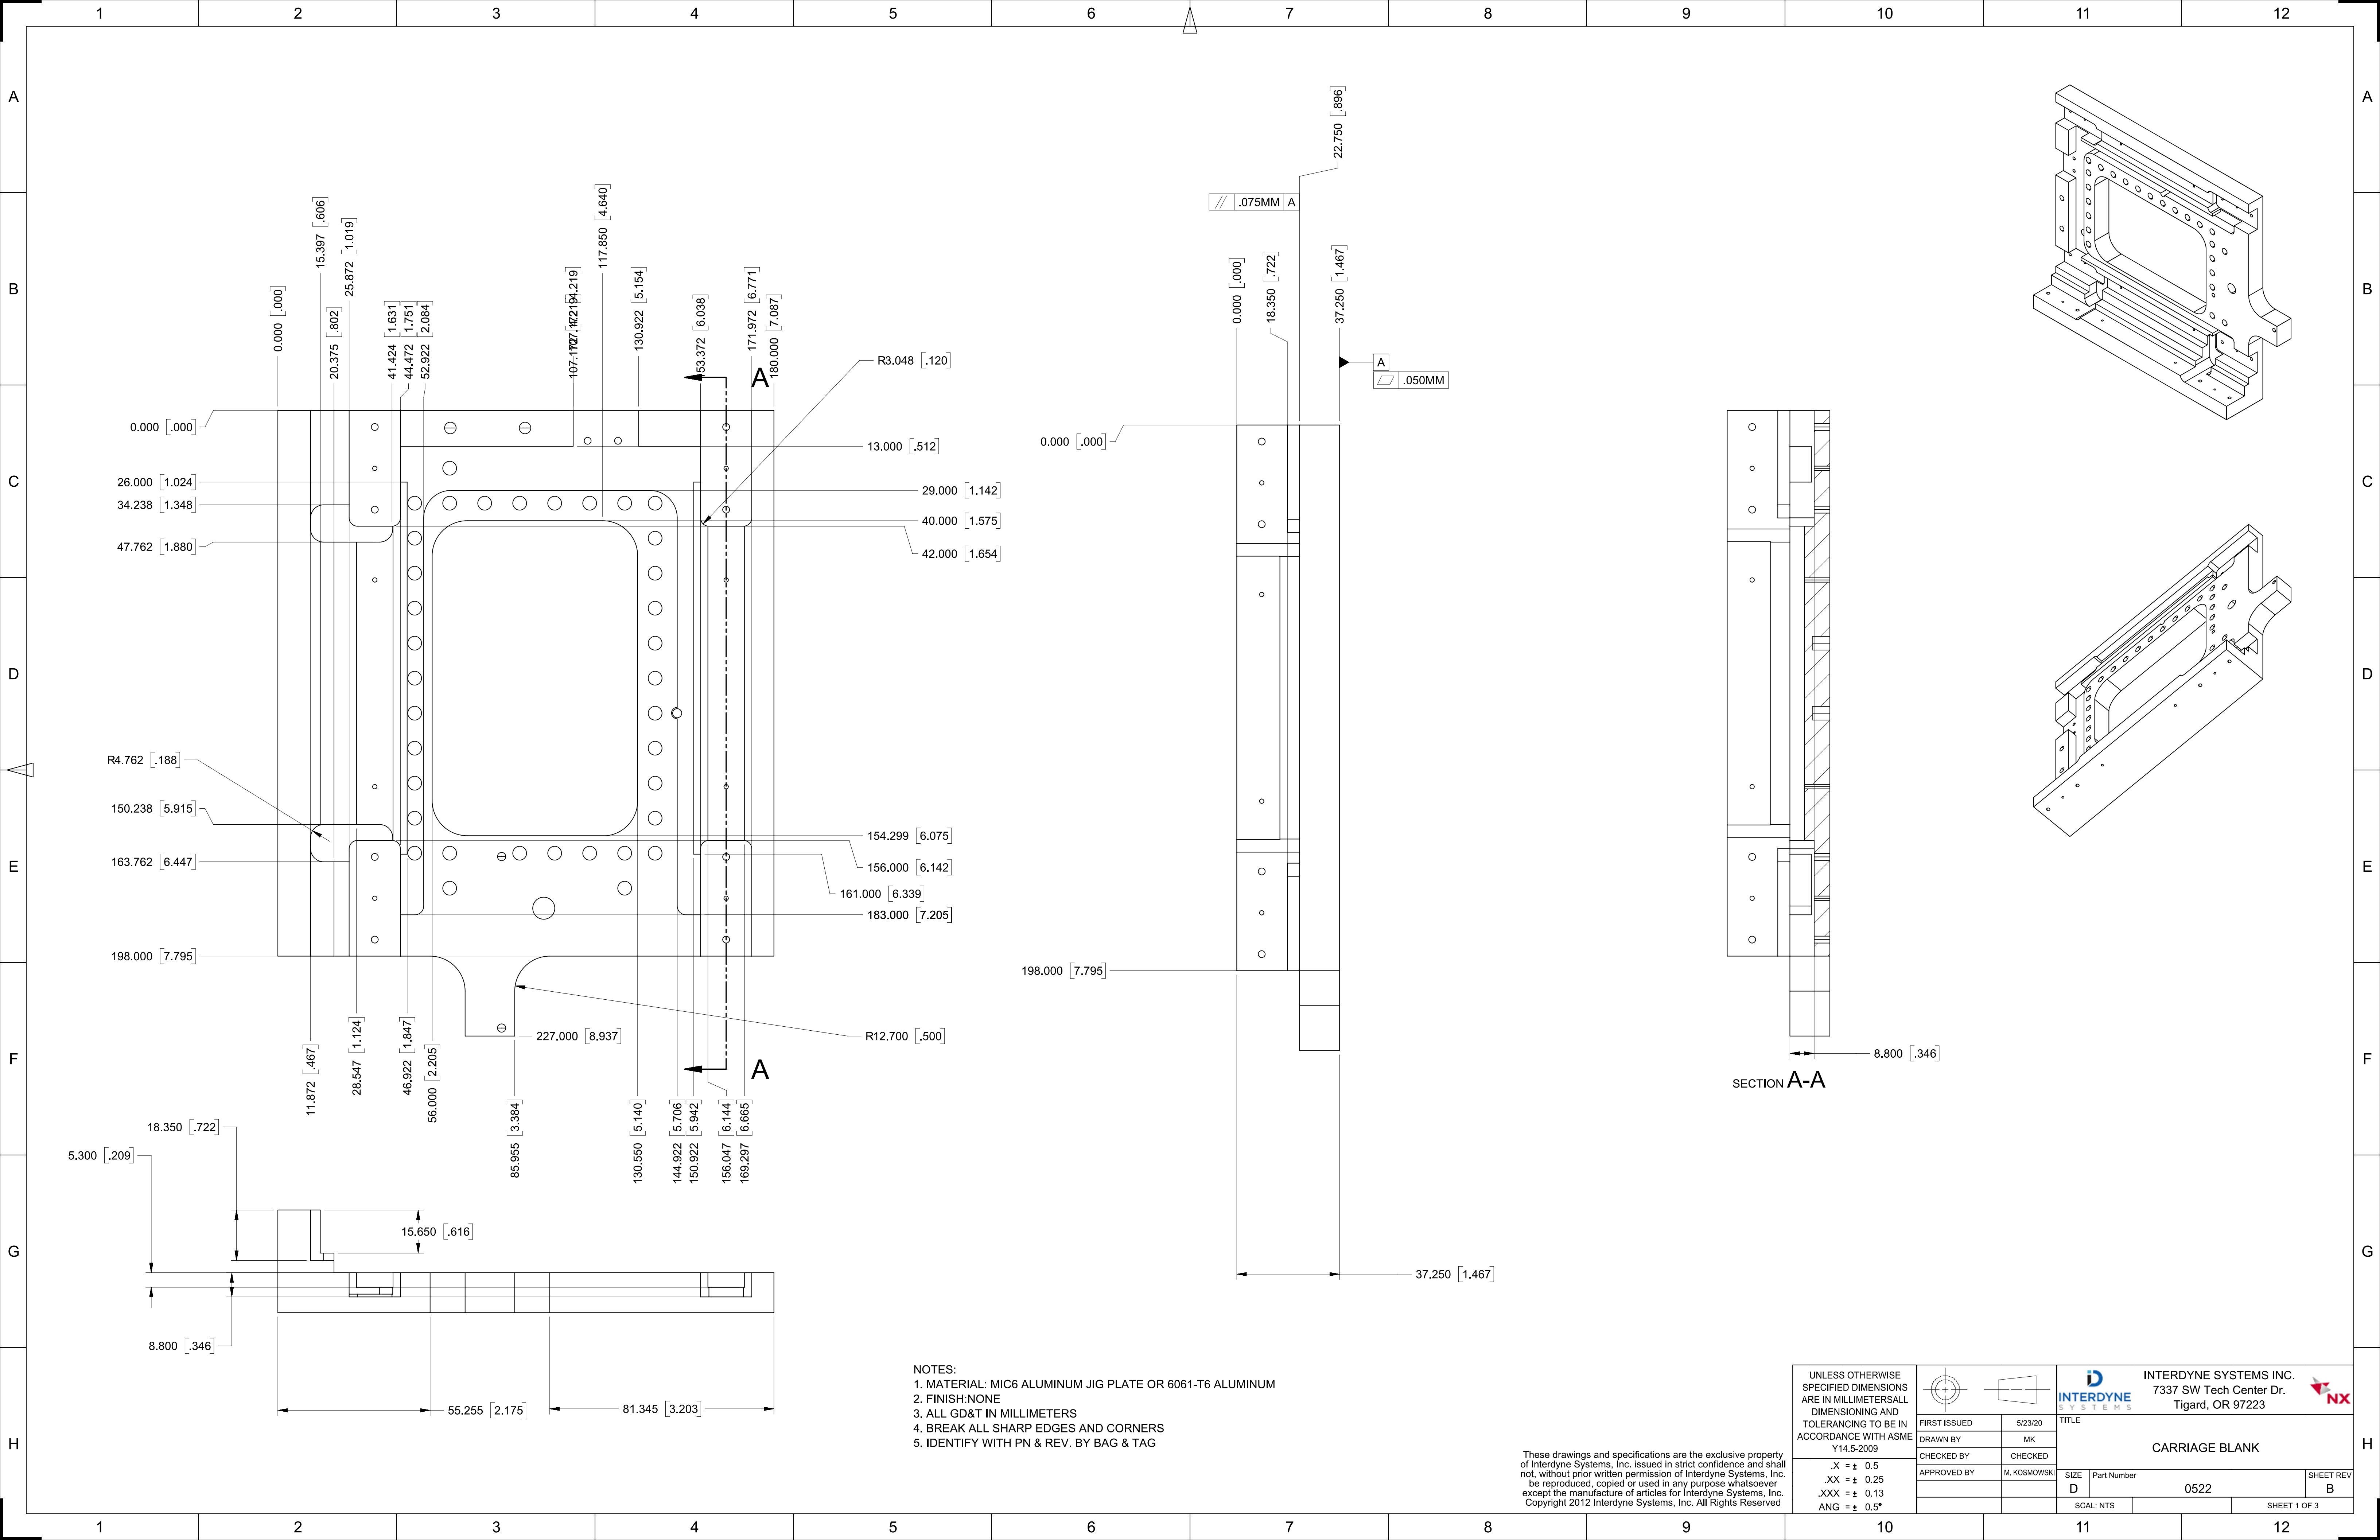 1 2 3 4 5 6 7 8 9 10 11 12
A A
B B
C C
D D
E E
F F
G G
H H
0.000 [.000]
15.397 [.606]
20.375 [.802]
25.872 [1.019]
41.424 [1.631]
44.472 [1.751]
52.922 [2.084]
117.850 [4.640]
130.922 [5.154]
153.372 [6.038]
171.972 [6.771]
180.000 [7.087]
A
R3.048 [.120]
0.000 [.000]
26.000 [1.024]
34.238 [1.348]
47.762 [1.880]
R4.762 [.188]
150.238 [5.915]
163.762 [6.447]
198.000 [7.795]
13.000 [.512]
29.000 [1.142]
40.000 [1.575]
42.000 [1.654]
154.299 [6.075]
156.000 [6.142]
161.000 [6.339]
183.000 [7.205]
R12.700 [.500]
227.000 [8.937]
A
11.872 [.467]
28.547 [1.124]
46.922 [1.847]
56.000 [2.205]
85.955 [3.384]
130.550 [5.140]
144.922 [5.706]
150.922 [5.942]
156.047 [6.144]
169.297 [6.665]
18.350 [.722]
5.300 [.209]
15.650 [.616]
8.800 [.346]
55.255 [2.175]
81.345 [3.203]
22.750 [.896]
// .075MM A
0.000 [.000]
18.350 [.722]
37.250 [1.467]
A
.050MM
0.000 [.000]
198.000 [7.795]
37.250 [1.467]
8.800 [.346]
SECTION A-A
NOTES:
1. MATERIAL: MIC6 ALUMINUM JIG PLATE OR 6061-T6 ALUMINUM
2. FINISH:NONE
3. ALL GD&T IN MILLIMETERS
4. BREAK ALL SHARP EDGES AND CORNERS
5. IDENTIFY WITH PN & REV. BY BAG & TAG
These drawings and specifications are the exclusive property
of Interdyne Systems, Inc. issued in strict confidence and shall
not, without prior written permission of Interdyne Systems, Inc.
be reproduced, copied or used in any purpose whatsoever
except the manufacture of articles for Interdyne Systems, Inc.
Copyright 2012 Interdyne Systems, Inc. All Rights Reserved
UNLESS OTHERWISE
SPECIFIED DIMENSIONS
ARE IN MILLIMETERSALL
DIMENSIONING AND
TOLERANCING TO BE IN
ACCORDANCE WITH ASME
Y14.5-2009
.X = ± 0.5
.XX = ± 0.25
.XXX = ± 0.13
ANG = ± 0.5°
FIRST ISSUED 5/23/20
DRAWN BY MK
CHECKED BY CHECKED
APPROVED BY M. KOSMOWSKI
INTERDYNE
SYSTEMS
INTERDYNE SYSTEMS INC.
7337 SW Tech Center Dr.
Tigard, OR 97223
NX
TITLE
CARRIAGE BLANK
SIZE Part Number SHEET REV
D 0522 B
SCAL: NTS SHEET 1 OF 3
1 2 3 4 5 6 7 8 9 10 11 12